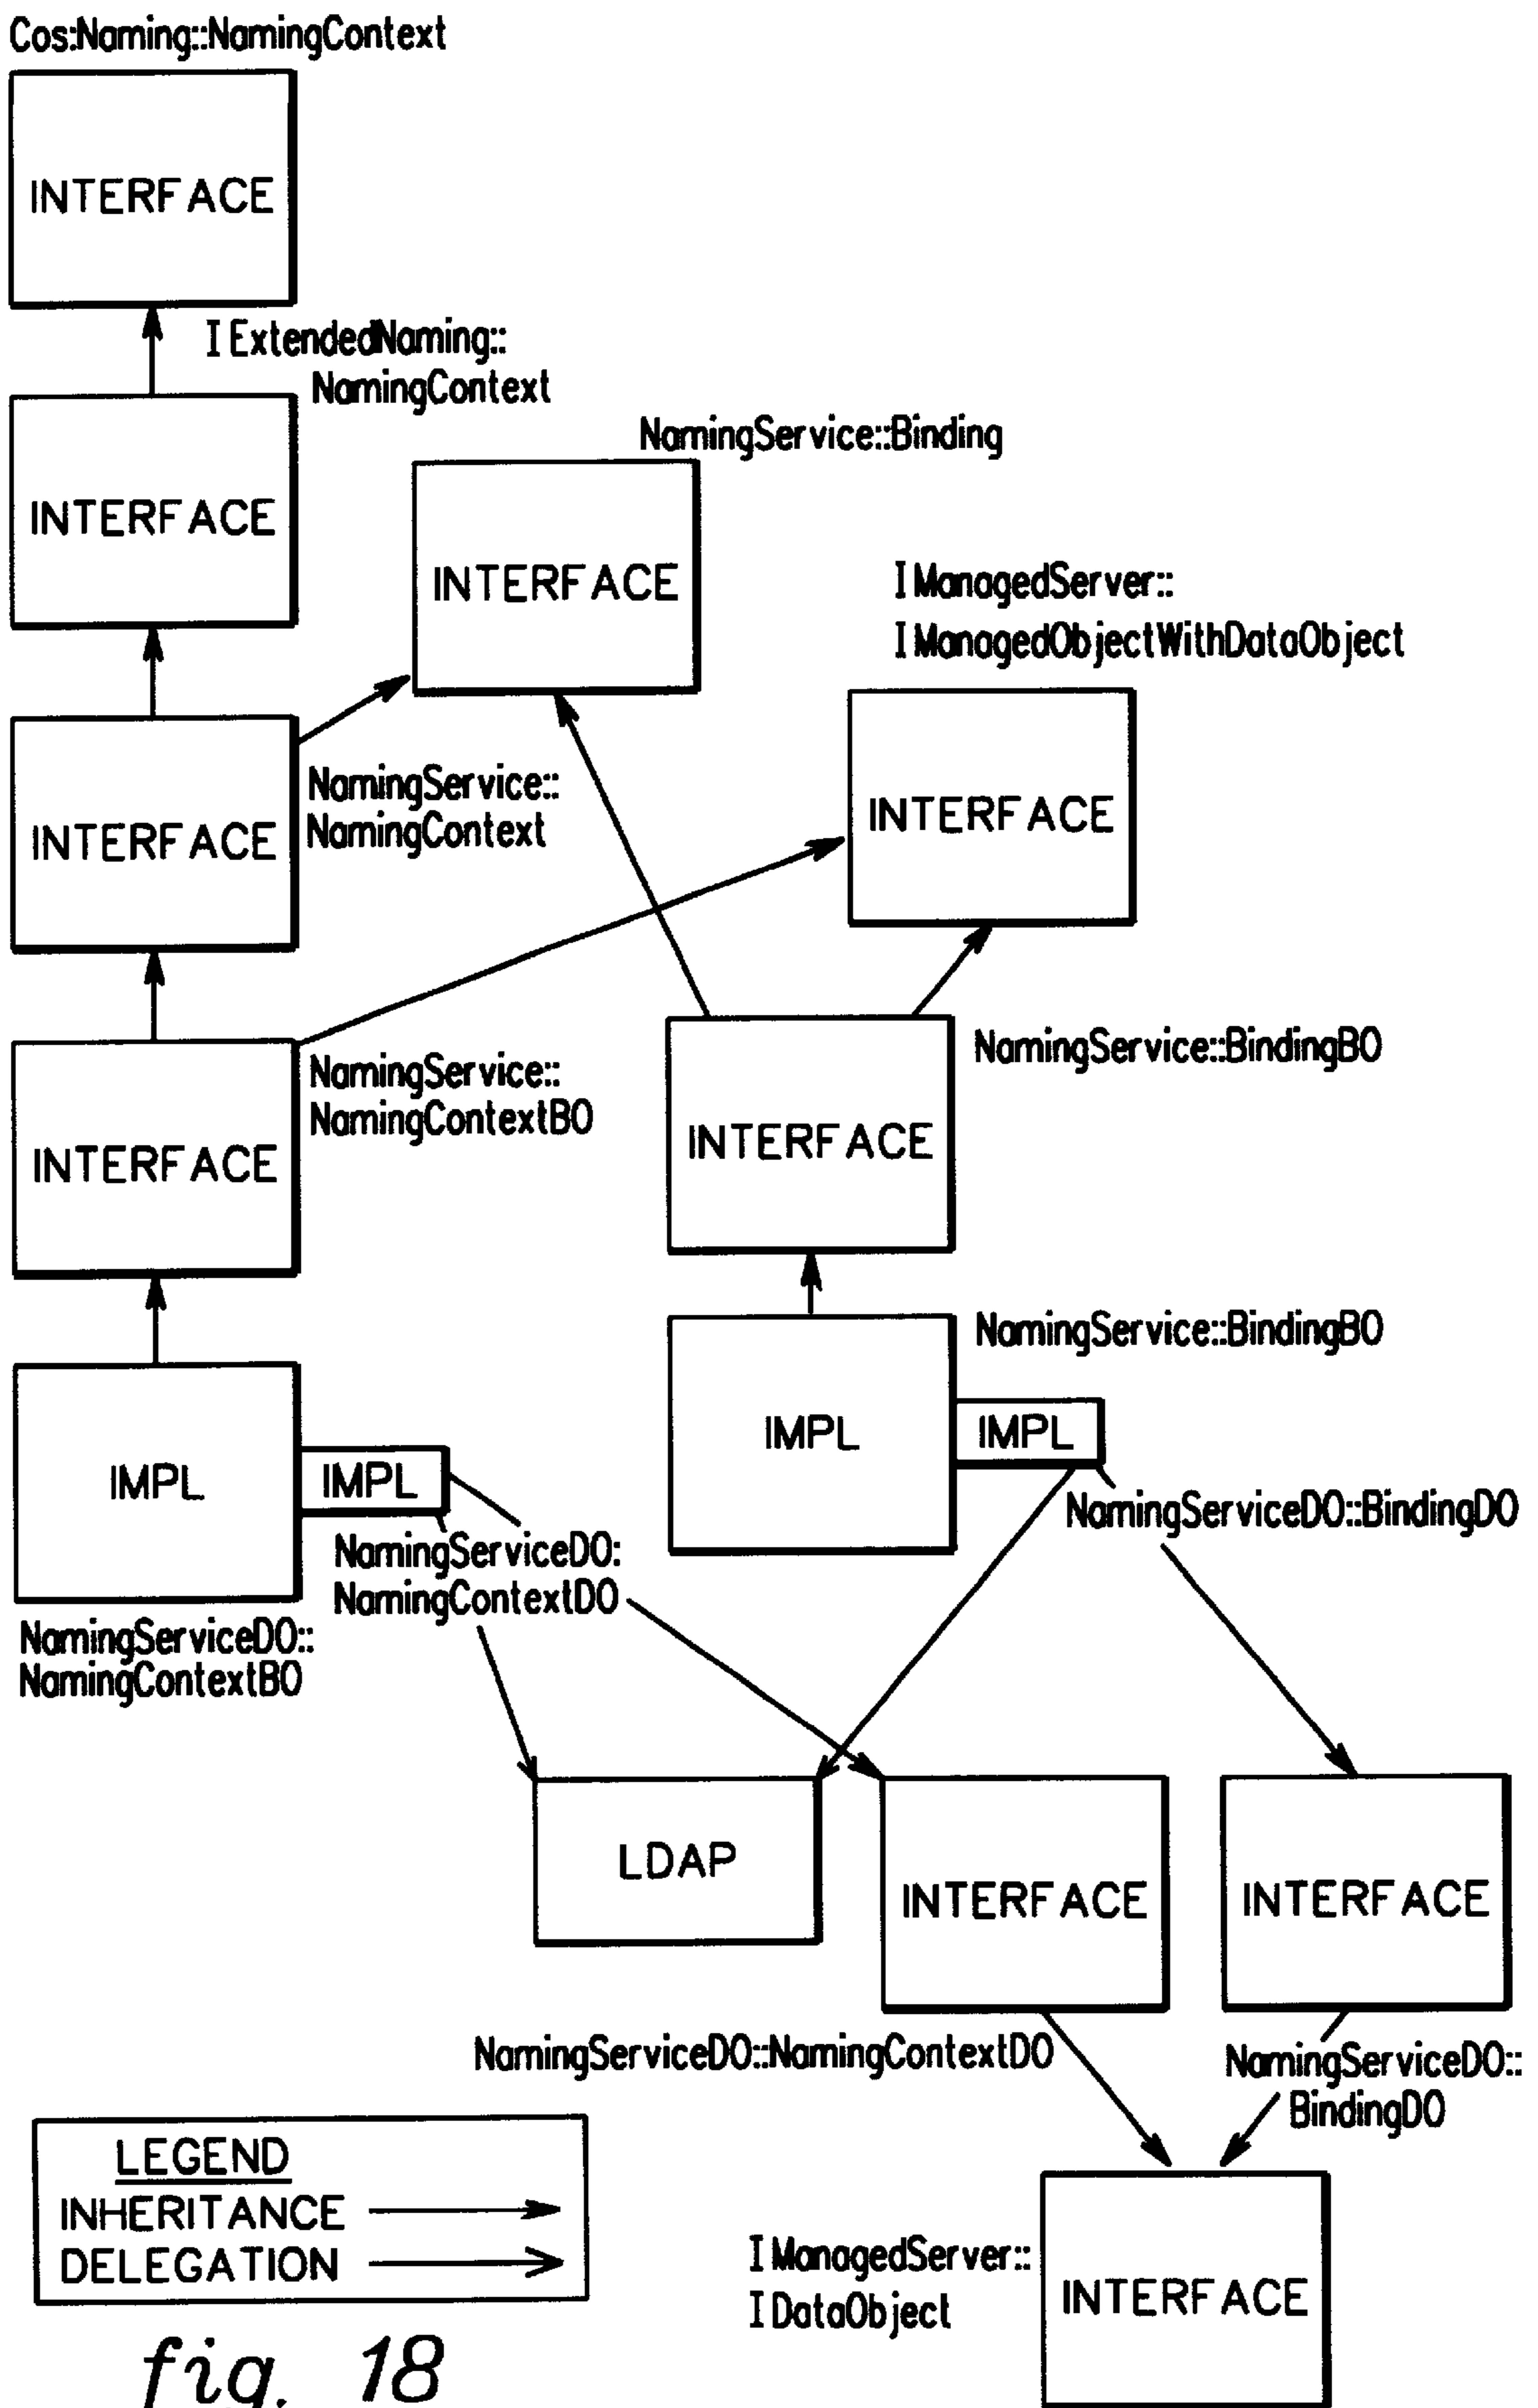 Cos:Naming::NamingContext
INTERFACE
I ExtendedNaming::
NamingContext
INTERFACE
NamingService::Binding
INTERFACE
I ManagedServer::
I ManagedObjectWithDataObject
INTERFACE
NamingService::
NamingContext
INTERFACE
NamingService::
NamingContextBO
INTERFACE
NamingService::BindingBO
INTERFACE
NamingService::BindingBO
IMPL
IMPL
NamingServiceDO::BindingDO
IMPL
IMPL
NamingServiceDO:
NamingContextDO
NamingServiceDO::
NamingContextBO
LDAP
INTERFACE
INTERFACE
NamingServiceDO::NamingContextDO
NamingServiceDO::
BindingDO
LEGEND
INHERITANCE
DELEGATION
I ManagedServer::
I DataObject
INTERFACE
fig. 18